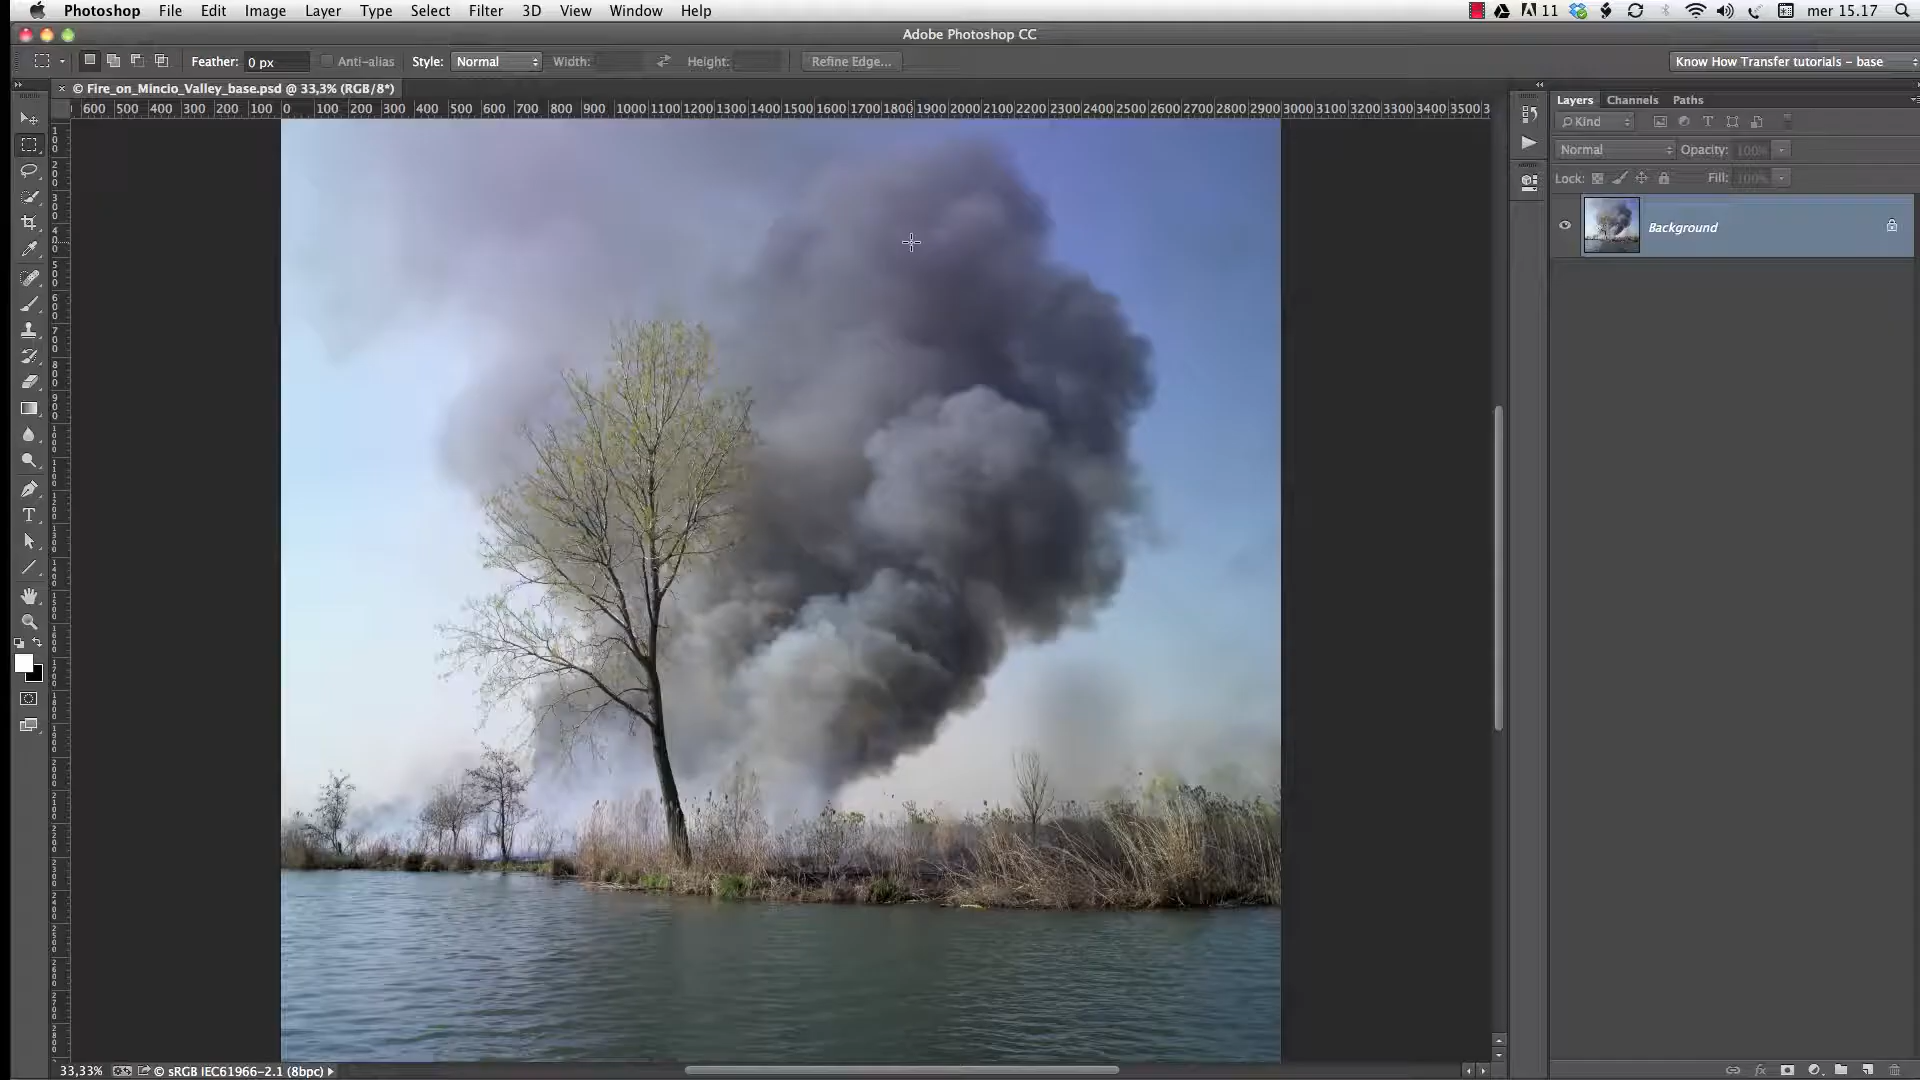 Photoshop File Edit Image Layer Type Select Filter 3D View Window Help 11 mer 15.17
Adobe Photoshop CC
Feather: 0 px Anti-alias Style: Normal Width: Height: Refine Edge... Know How Transfer tutorials - base
× © Fire_on_Mincio_Valley_base.psd @ 33,3% (RGB/8*)
600 500 400 300 200 100 0 100 200 300 400 500 600 700 800 900 1000 1100 1200 1300 1400 1500 1600 1700 1800 1900 2000 2100 2200 2300 2400 2500 2600 2700 2800 2900 3000 3100 3200 3300 3400 3500
Layers Channels Paths
Kind
Normal Opacity: 100%
Lock: Fill: 100%
Background
33,33% © sRGB IEC61966-2.1 (8bpc)